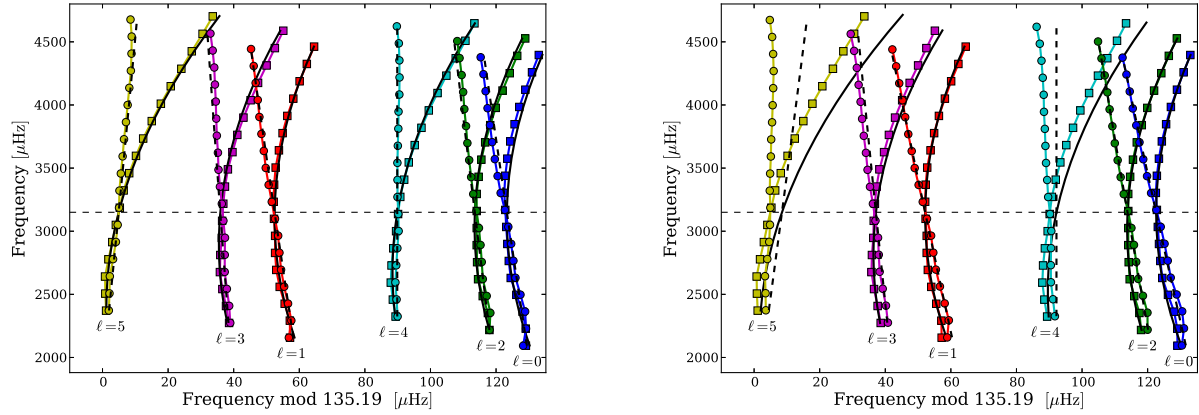 4500
4000
3500
3000
2500
2000
Frequency [μHz]
ℓ=5
ℓ=3
ℓ=1
ℓ=4
ℓ=2
ℓ=0
0 20 40 60 80 100 120
Frequency mod 135.19 [μHz]
4500
4000
3500
3000
2500
2000
Frequency [μHz]
ℓ=5
ℓ=3
ℓ=1
ℓ=4
ℓ=2
ℓ=0
0 20 40 60 80 100 120
Frequency mod 135.19 [μHz]